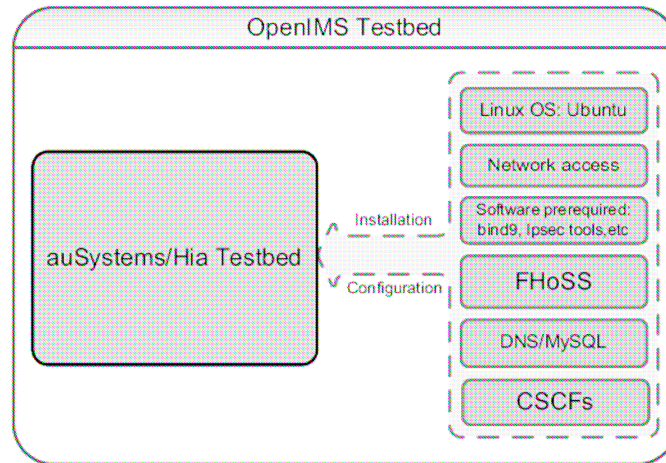 OpenIMS Testbed
auSystems/Hia Testbed
Installation
Configuration
Linux OS: Ubuntu
Network access
Software prerequired:
bind9, Ipsec tools,etc
FHoSS
DNS/MySQL
CSCFs